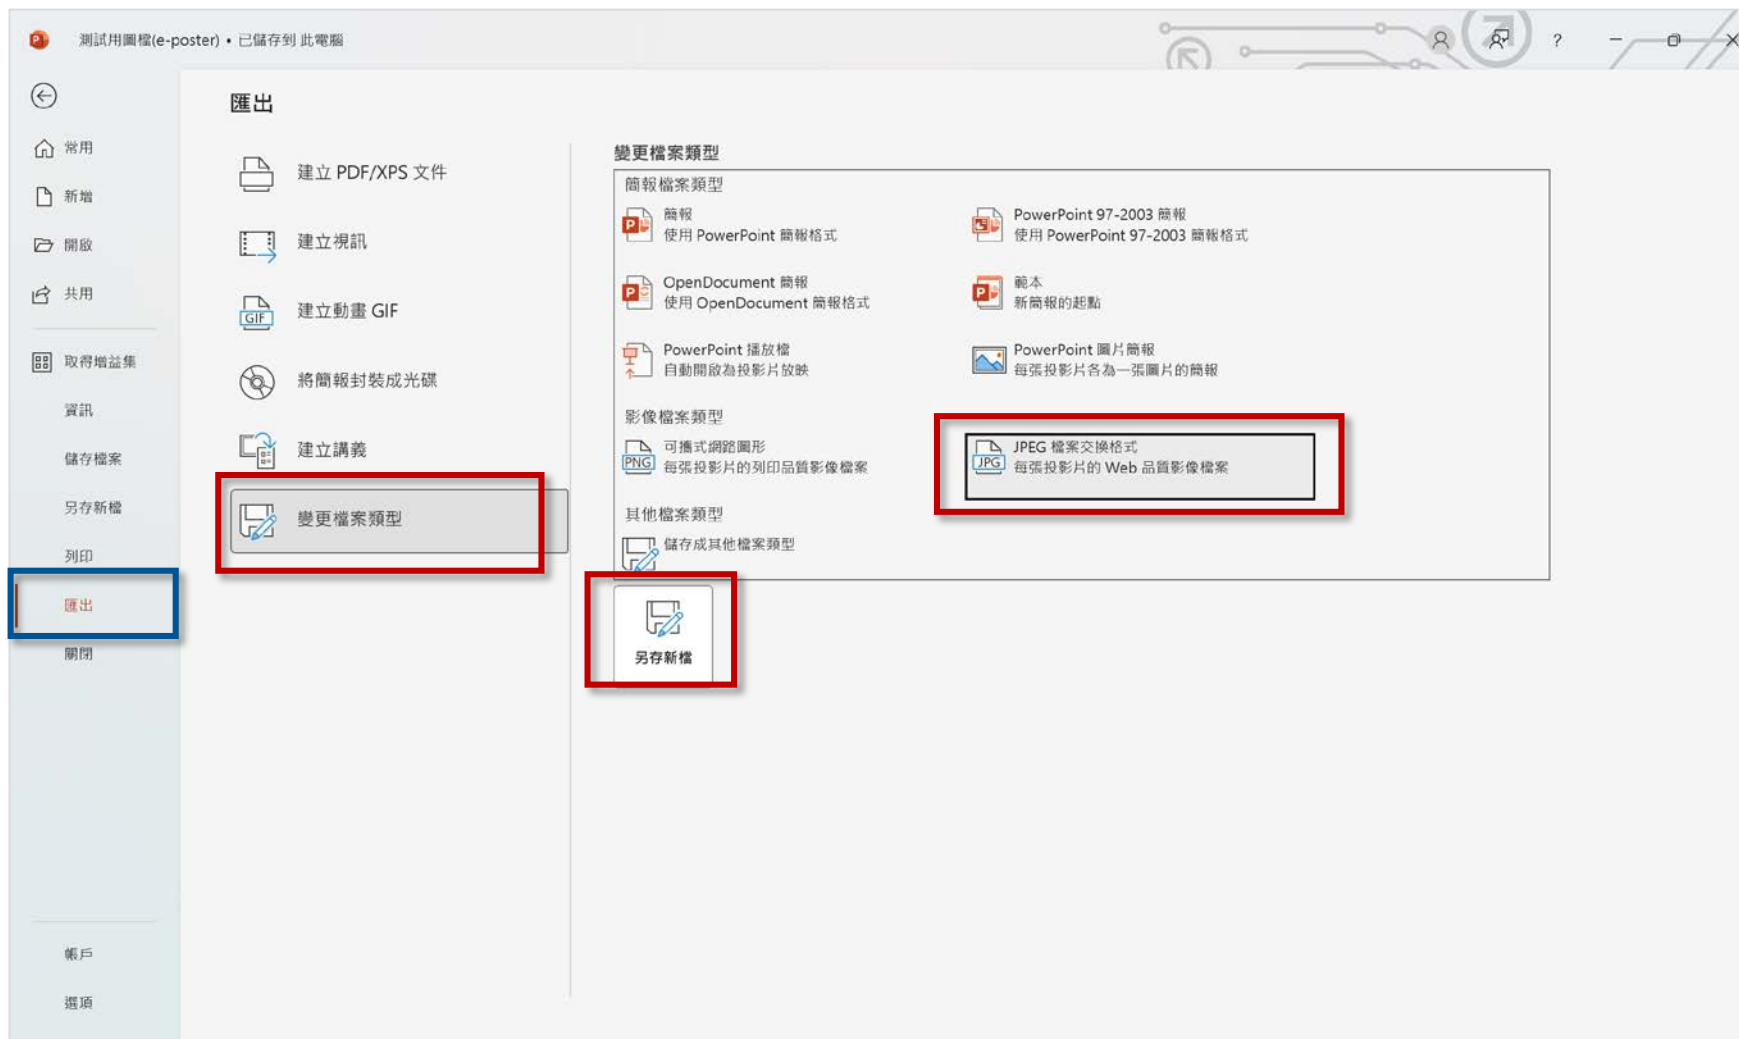 測試用圖檔(e-poster) • 已儲存到 此電腦
?
匯出
常用
新增
開啟
共用
取得增益集
資訊
儲存檔案
另存新檔
列印
匯出
關閉
帳戶
選項
建立 PDF/XPS 文件
建立視訊
GIF
建立動畫 GIF
將簡報封裝成光碟
建立講義
變更檔案類型
變更檔案類型
簡報檔案類型
簡報
使用 PowerPoint 簡報格式
PowerPoint 97-2003 簡報
使用 PowerPoint 97-2003 簡報格式
OpenDocument 簡報
使用 OpenDocument 簡報格式
範本
新簡報的起點
PowerPoint 播放檔
自動開啟為投影片放映
PowerPoint 圖片簡報
每張投影片各為一張圖片的簡報
影像檔案類型
PNG
可攜式網路圖形
每張投影片的列印品質影像檔案
JPG
JPEG 檔案交換格式
每張投影片的 Web 品質影像檔案
其他檔案類型
儲存成其他檔案類型
另存新檔